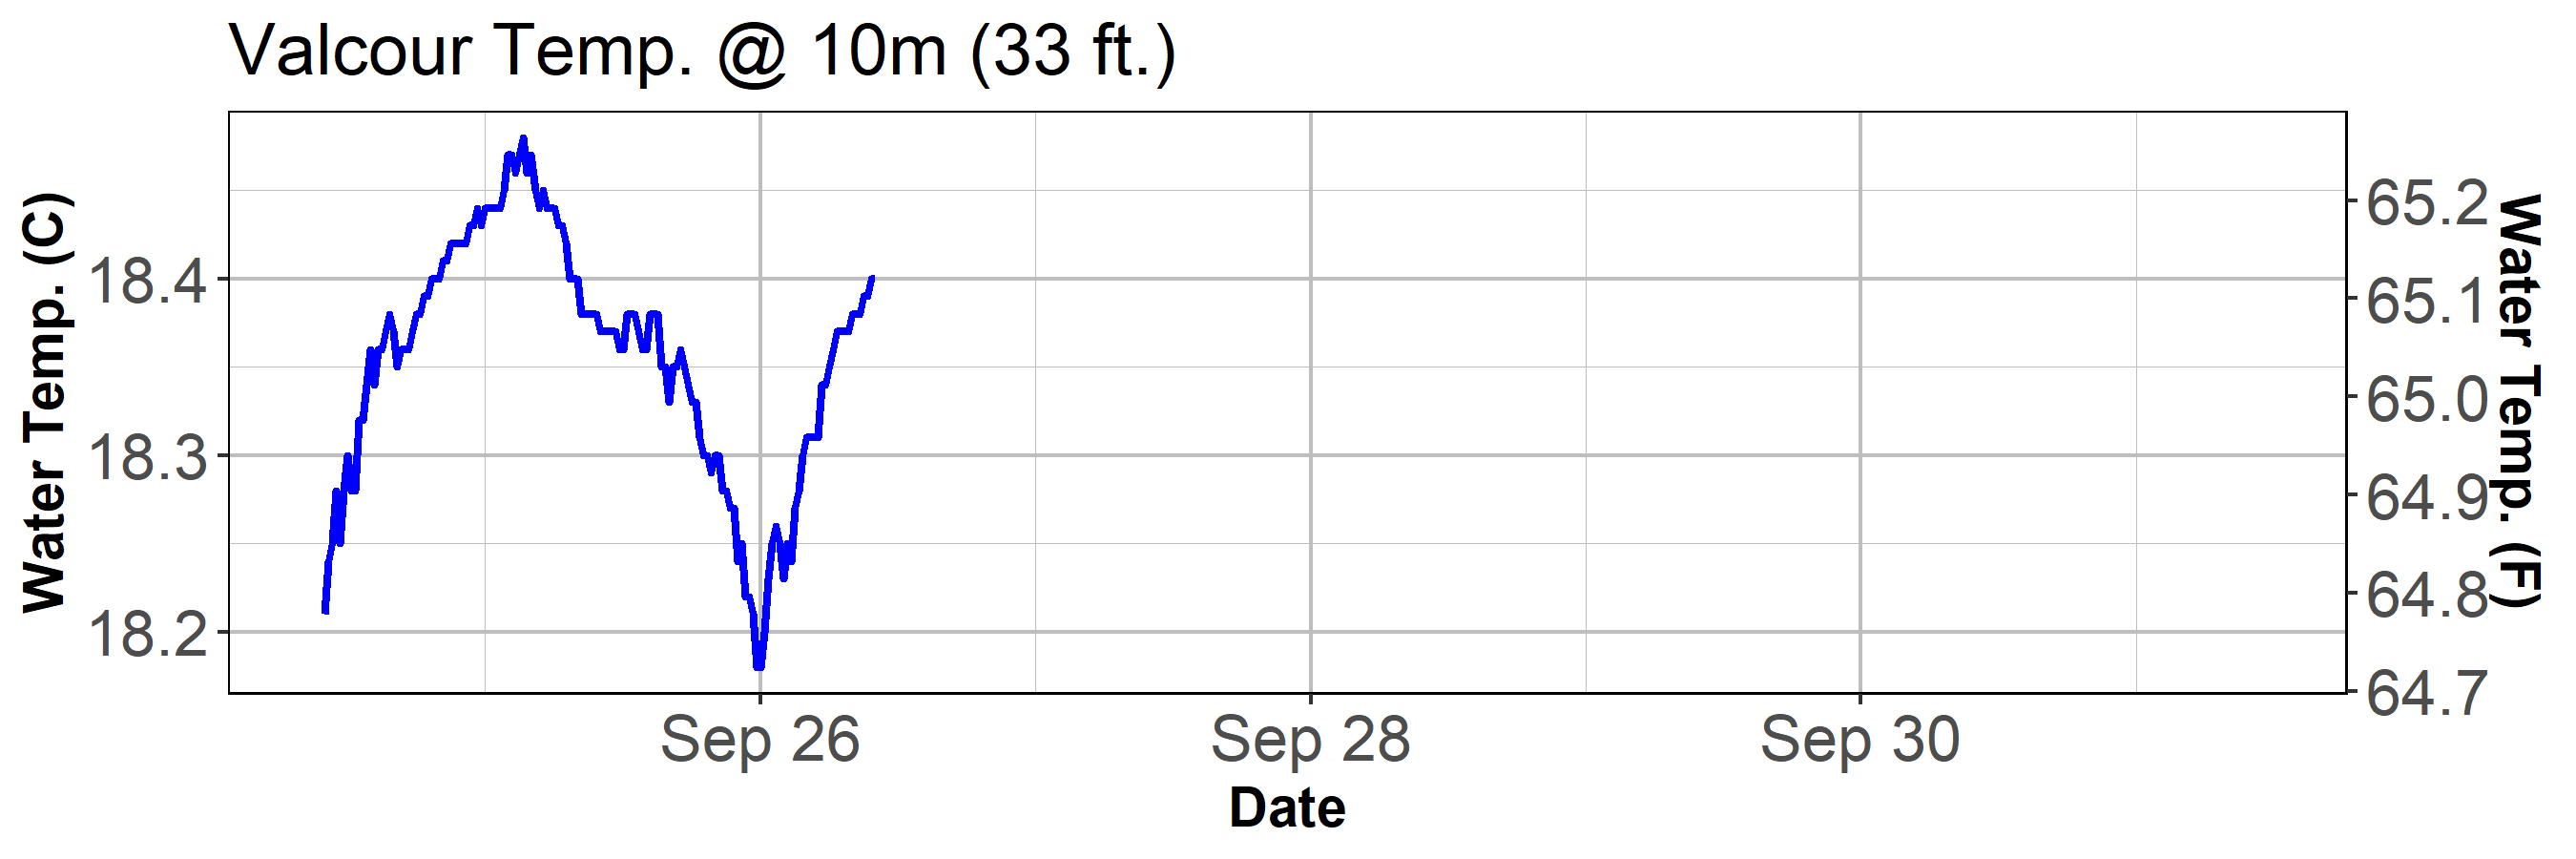 Valcour Temp. @ 10m (33 ft.)
Water Temp. (C)
18.4
18.3
18.2
65.2
65.1
65.0
64.9
64.8
64.7
Water Temp. (F)
Sep 26 Sep 28 Sep 30
Date